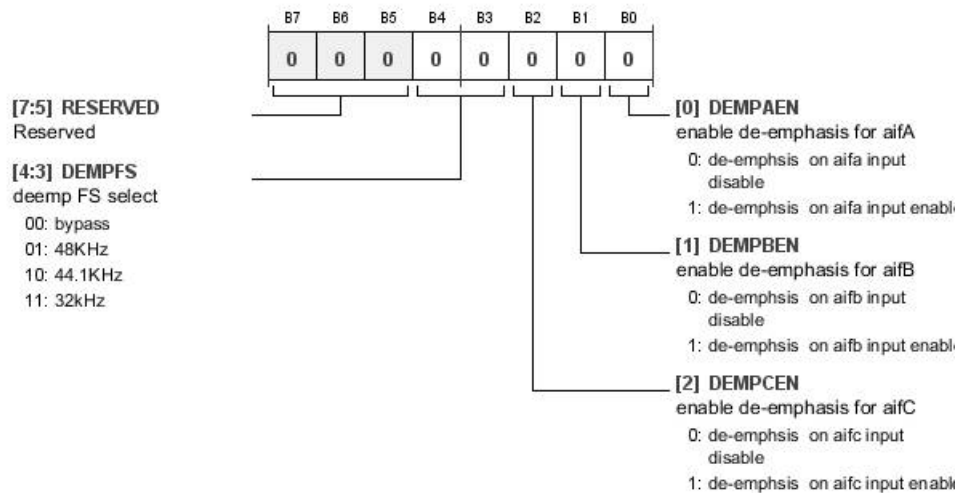 B7 B6 B5 B4 B3 B2 B1 B0
0 0 0 0 0 0 0 0
[7:5] RESERVED
Reserved
[4:3] DEMPFS
deemp FS select
00: bypass
01: 48KHz
10: 44.1KHz
11: 32kHz
[0] DEMPAEN
enable de-emphasis for aifA
0: de-emphsis on aifa input
disable
1: de-emphsis on aifa input enabl
[1] DEMPBEN
enable de-emphasis for aifB
0: de-emphsis on aifb input
disable
1: de-emphsis on aifb input enabl
[2] DEMPCEN
enable de-emphasis for aifC
0: de-emphsis on aifc input
disable
1: de-emphsis on aifc input enable